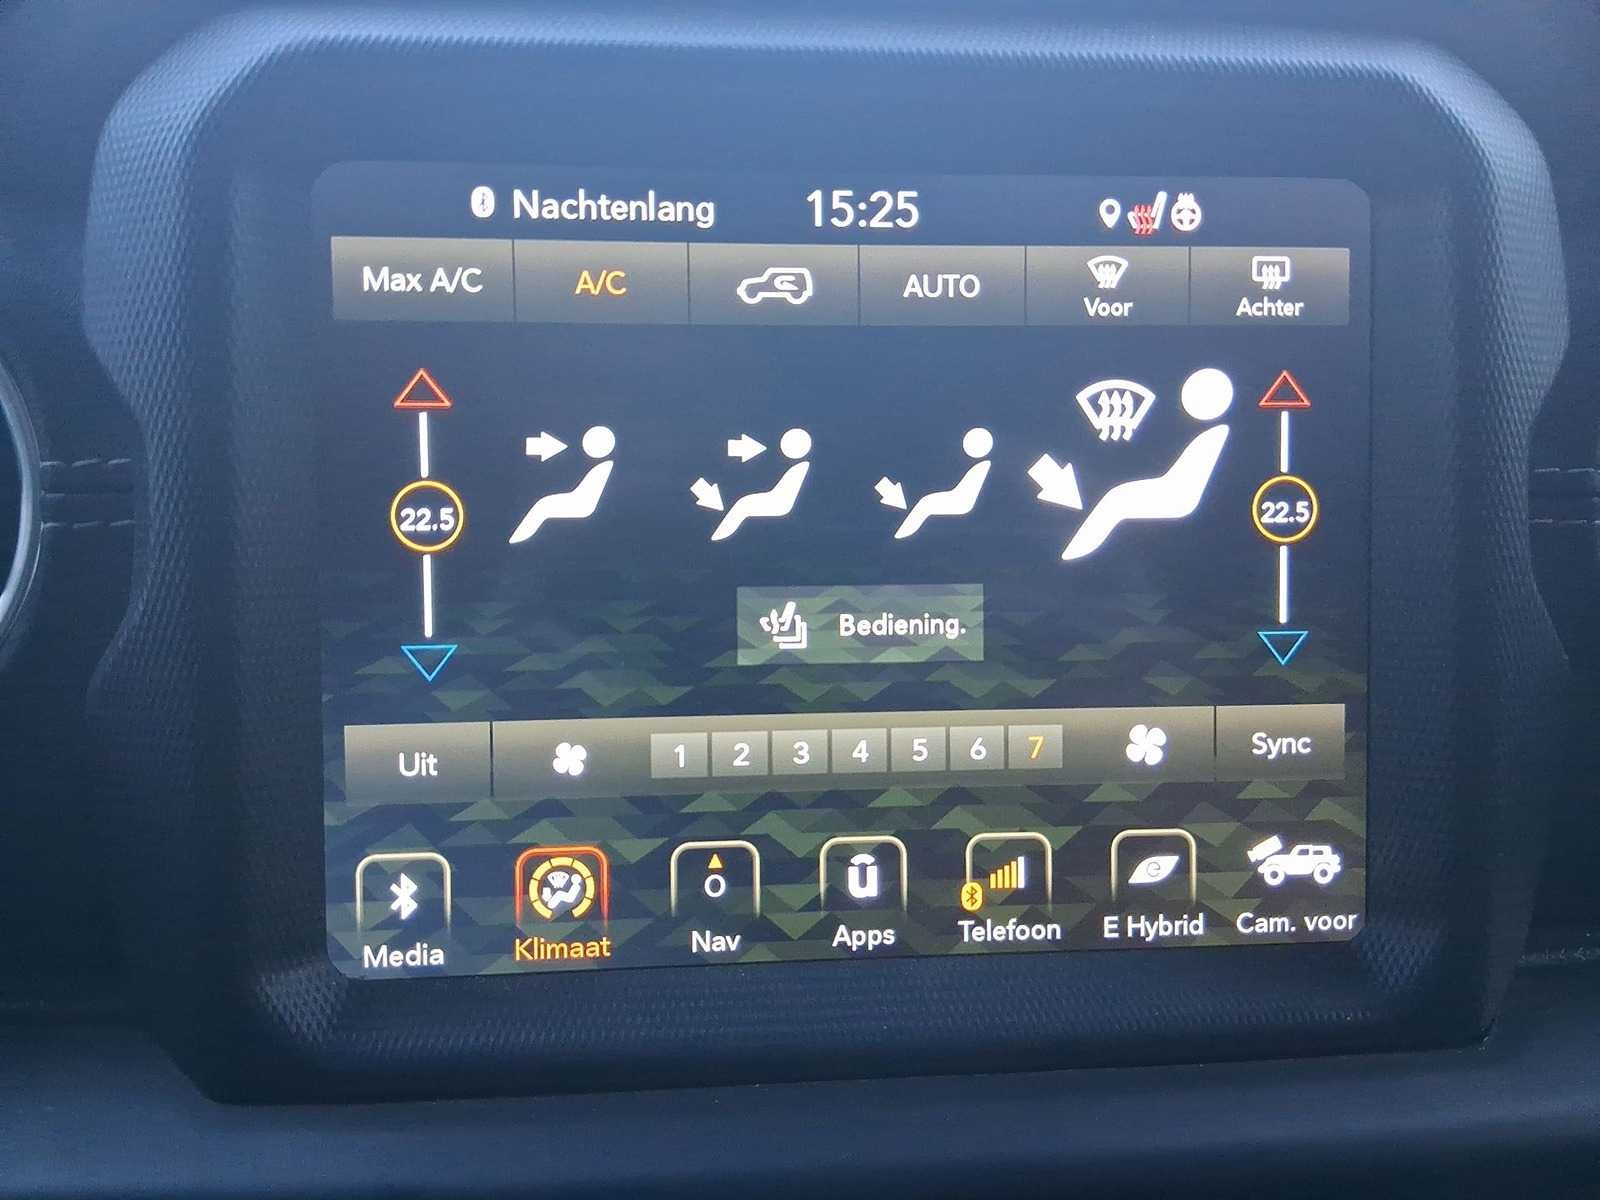 Nachtenlang 15:25
Max A/C A/C AUTO Voor Achter
22.5 22.5
Bediening.
Uit 1 2 3 4 5 6 7 Sync
Media Klimaat Nav Apps Telefoon E Hybrid Cam. voor